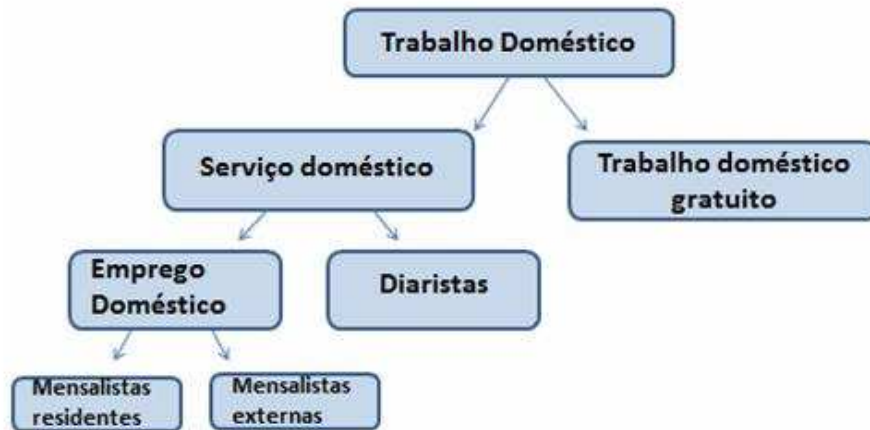 Trabalho Doméstico
Serviço doméstico
Trabalho doméstico
gratuito
Emprego
Doméstico
Diaristas
Mensalistas
residentes
Mensalistas
externas